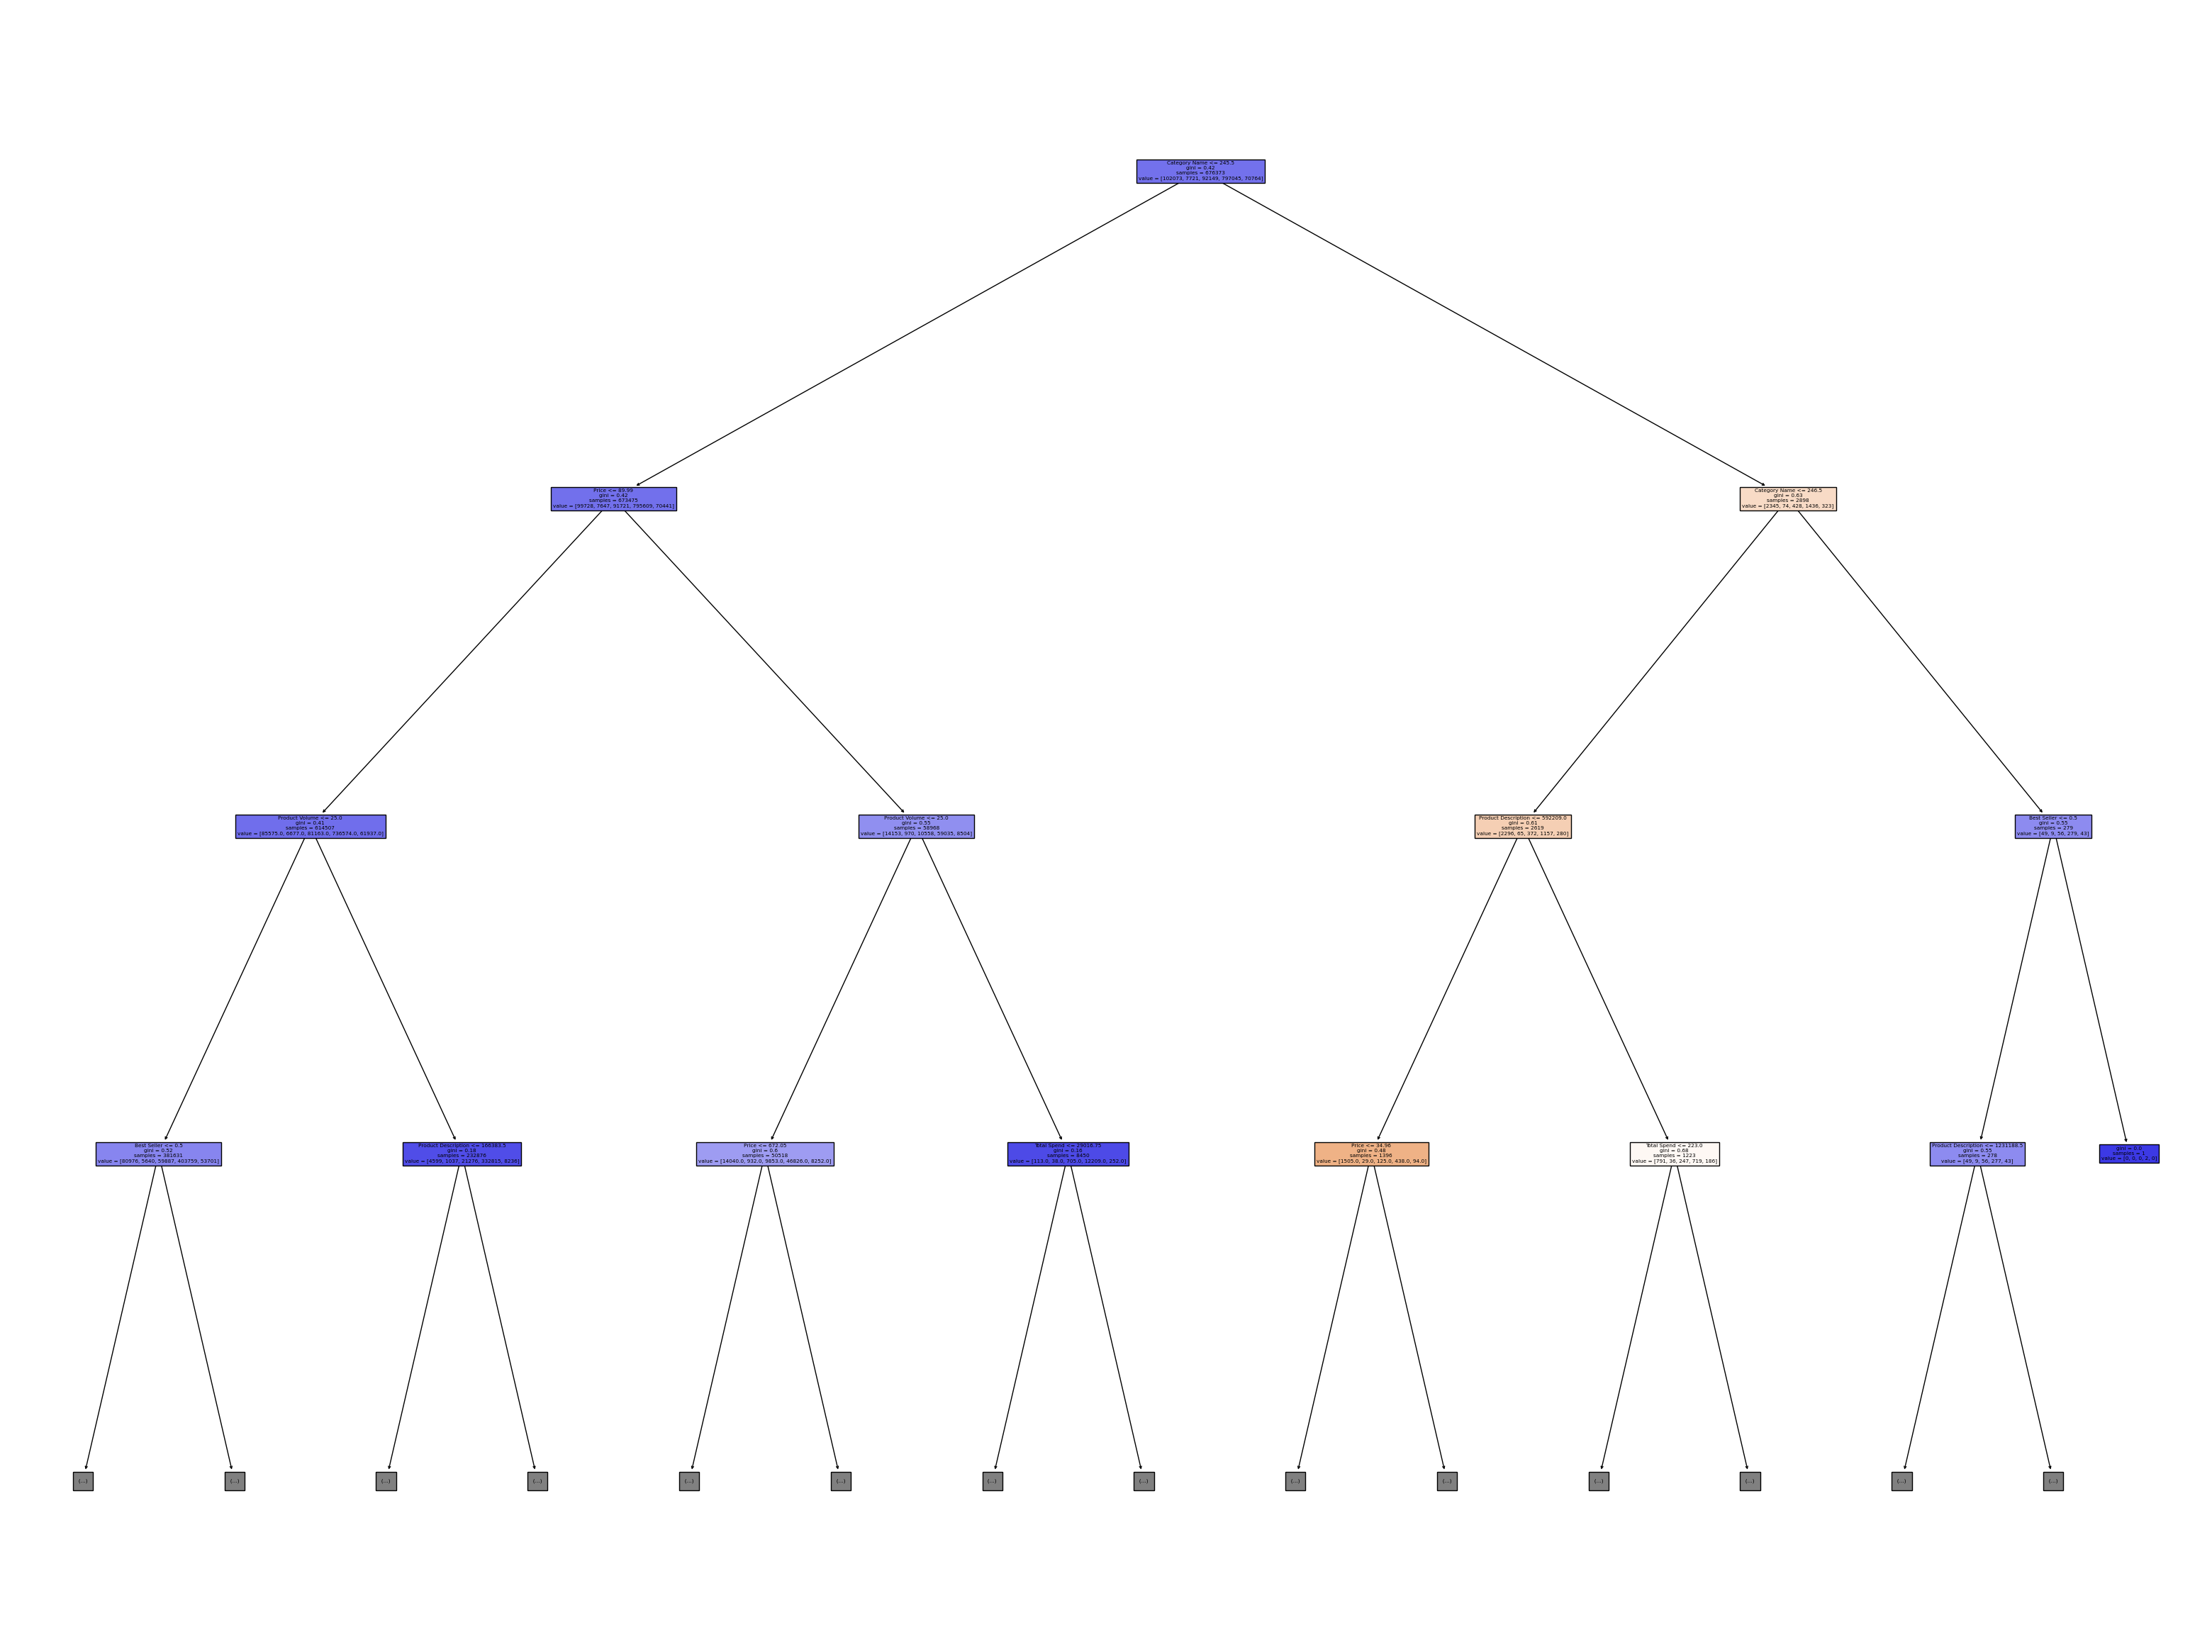 Category Name <= 245.5
gini = 0.42
samples = 676373
value = [102073, 7721, 92149, 797045, 70764]
Price <= 89.98
gini = 0.42
samples = 673475
value = [99728, 7647, 91721, 795609, 70441]
Category Name <= 246.5
gini = 0.63
samples = 2898
value = [2345, 74, 428, 1436, 323]
Product Volume <= 25.0
gini = 0.41
samples = 614507
value = [85575.0, 6677.0, 81163.0, 736574.0, 61937.0]
Product Volume <= 25.0
gini = 0.55
samples = 58968
value = [14153, 970, 10558, 59035, 8504]
Product Description <= 592209.0
gini = 0.61
samples = 2619
value = [2296, 65, 372, 1157, 280]
Best Seller <= 0.5
gini = 0.55
samples = 279
value = [49, 9, 56, 279, 43]
Best Seller <= 0.5
gini = 0.52
samples = 381631
value = [80976, 5640, 59887, 403759, 53701]
Product Description <= 166363.5
gini = 0.18
samples = 232876
value = [4599, 1037, 21276, 332815, 8236]
Price <= 672.05
gini = 0.6
samples = 50518
value = [14040.0, 932.0, 9853.0, 46826.0, 8252.0]
Total Spend <= 29016.75
gini = 0.16
samples = 8450
value = [113.0, 38.0, 705.0, 12209.0, 252.0]
Price <= 34.96
gini = 0.48
samples = 1396
value = [1505.0, 29.0, 125.0, 438.0, 94.0]
Total Spend <= 223.0
gini = 0.68
samples = 1223
value = [791, 36, 247, 719, 186]
Product Description <= 1231188.5
gini = 0.55
samples = 278
value = [49, 9, 56, 277, 43]
gini = 0.0
samples = 1
value = [0, 0, 0, 2, 0]
(...)
(...)
(...)
(...)
(...)
(...)
(...)
(...)
(...)
(...)
(...)
(...)
(...)
(...)